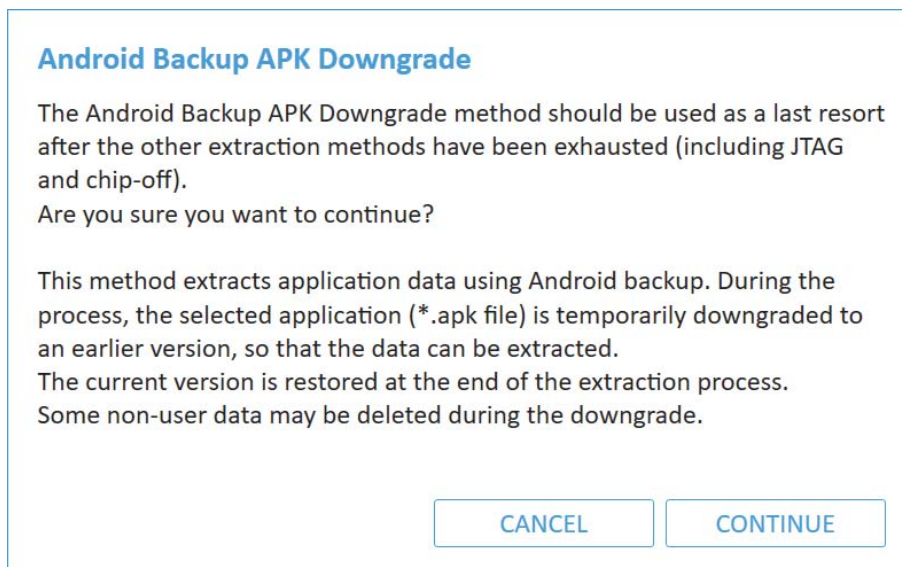 Android Backup APK Downgrade
The Android Backup APK Downgrade method should be used as a last resort
after the other extraction methods have been exhausted (including JTAG
and chip-off).
Are you sure you want to continue?
This method extracts application data using Android backup. During the
process, the selected application (*.apk file) is temporarily downgraded to
an earlier version, so that the data can be extracted.
The current version is restored at the end of the extraction process.
Some non-user data may be deleted during the downgrade.
CANCEL
CONTINUE